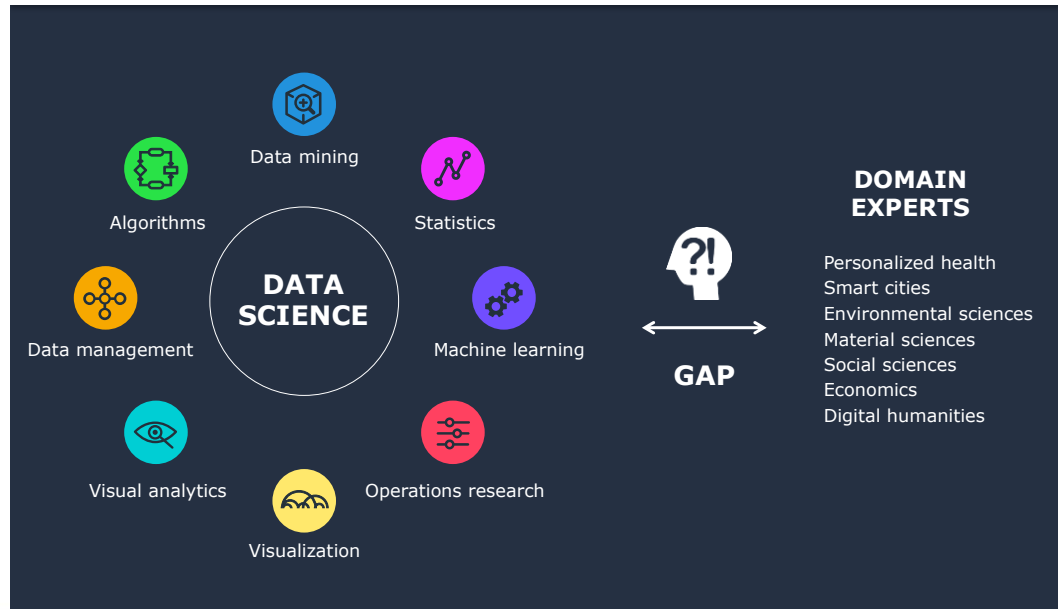 Data mining
Algorithms
Statistics
DATA
SCIENCE
Data management
Machine learning
Visual analytics
Operations research
Visualization
?!
GAP
DOMAIN
EXPERTS
Personalized health
Smart cities
Environmental sciences
Material sciences
Social sciences
Economics
Digital humanities